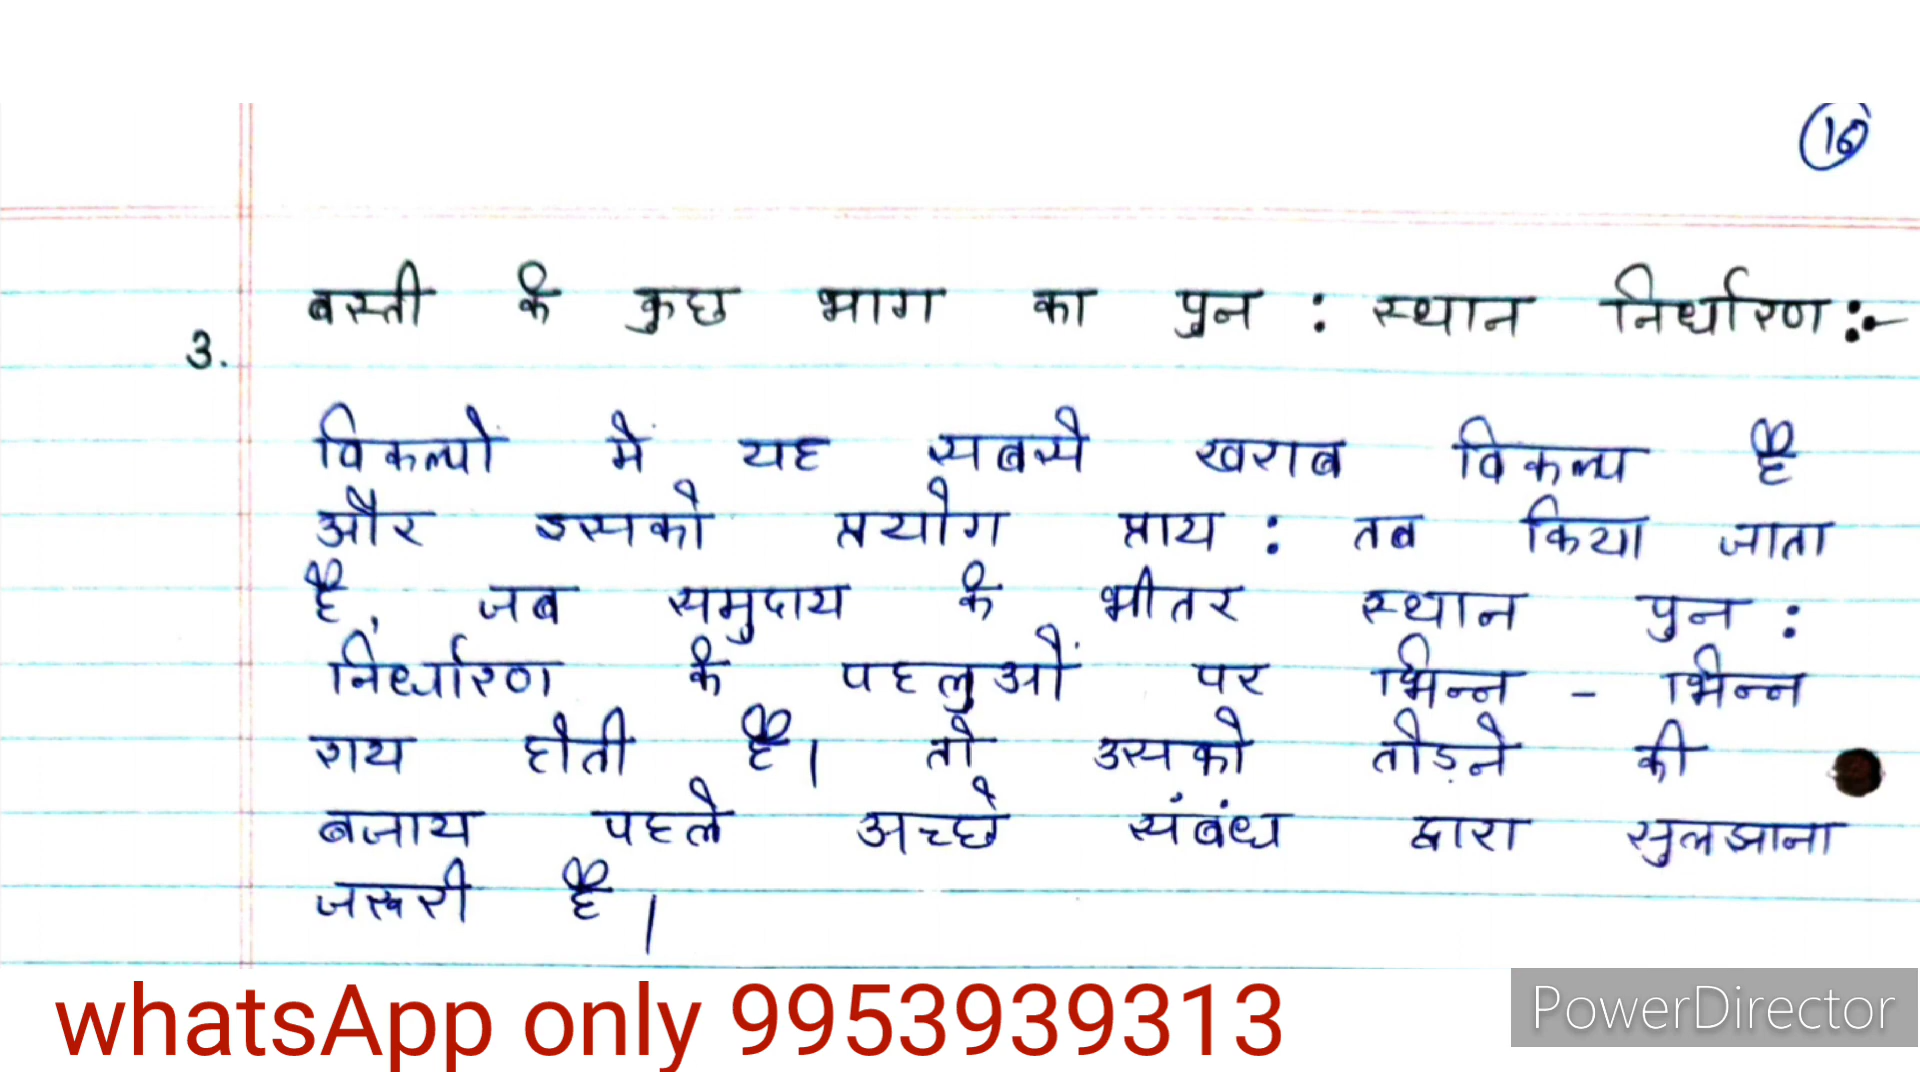 16
3. बस्ती के कुछ भाग का पुन : स्थान निर्धारण :-
विकल्पों में यह सबसे खराब विकल्प है
और इसको प्रयोग प्राय : तब किया जाता
है, जब समुदाय के भीतर स्थान पुन :
निर्धारण के पहलुओं पर भिन्न - भिन्न
राय होती है। तो उसको तोड़ने की
बजाय पहले अच्छे संबंध द्वारा सुलझाना
जरूरी है।
whatsApp only 9953939313
PowerDirector